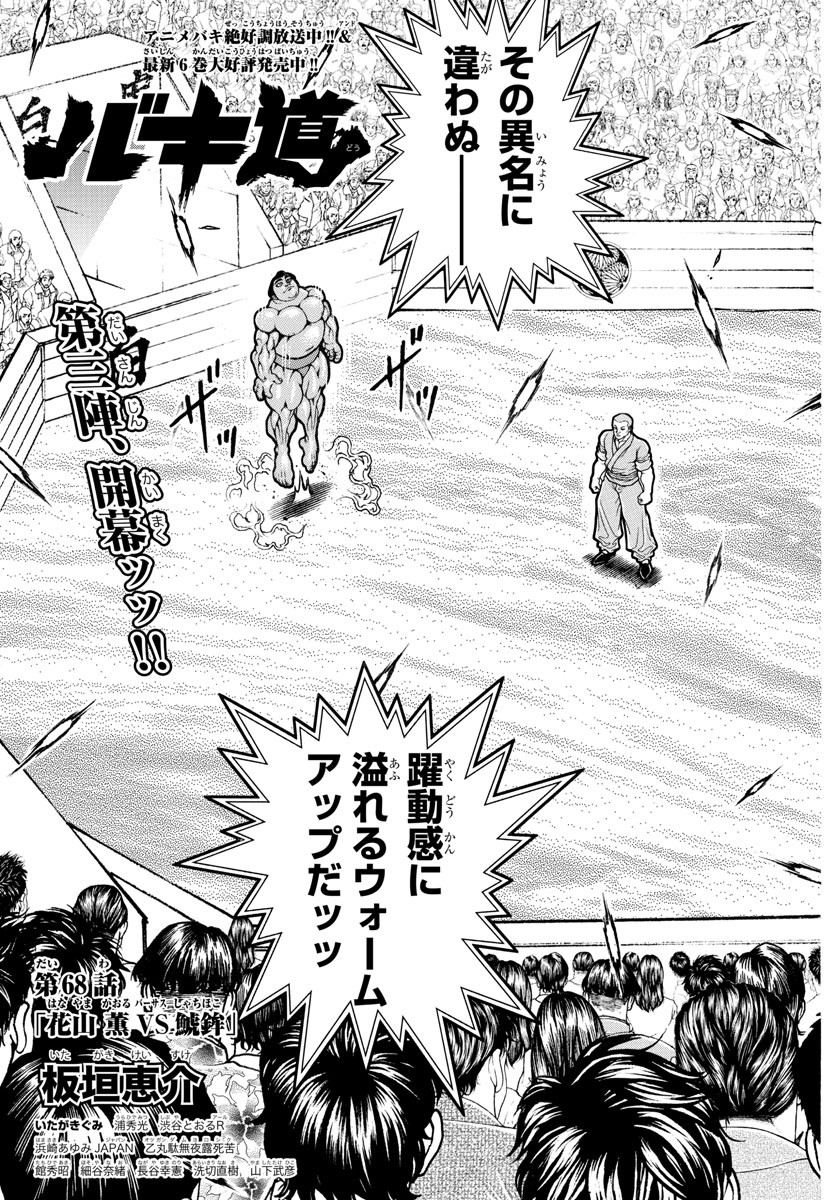 アニメバキ絶好調放送中!!&
最新6巻大好評発売中!!
バキ道
その異名に
違わぬ――
ザッ
ザッ
第三陣、開幕ッッ!!
躍動感に
溢れるウォーム
アップだッッ
第68話
「花山 薫 VS.鯱鉾」
板垣恵介
いたがきぐみ 浦秀光 渋谷とおるR
浜崎あゆみJAPAN 乙丸駄無夜露死苦
館秀昭 細谷奈緒 長谷幸憲 洗切直樹 山下武彦